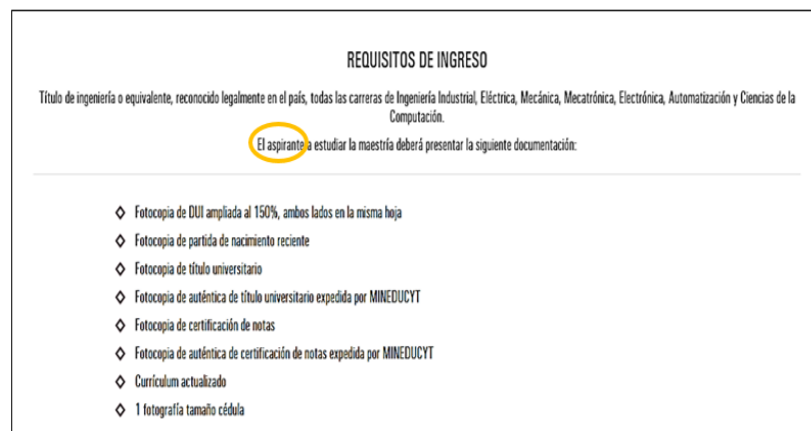 REQUISITOS DE INGRESO
Título de ingeniería o equivalente, reconocido legalmente en el país, todas las carreras de Ingeniería Industrial, Eléctrica, Mecánica, Mecatrónica, Electrónica, Automatización y Ciencias de la
Computación.
El aspirante a estudiar la maestría deberá presentar la siguiente documentación:
◇ Fotocopia de DUI ampliada al 150%, ambos lados en la misma hoja
◇ Fotocopia de partida de nacimiento reciente
◇ Fotocopia de título universitario
◇ Fotocopia de auténtica de título universitario expedida por MINEDUCYT
◇ Fotocopia de certificación de notas
◇ Fotocopia de auténtica de certificación de notas expedida por MINEDUCYT
◇ Currículum actualizado
◇ 1 fotografía tamaño cédula